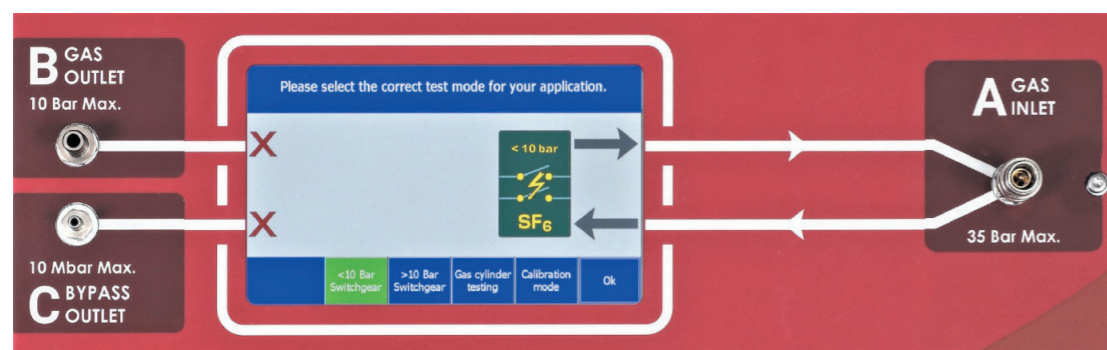 B GAS
OUTLET
10 Bar Max.
10 Mbar Max.
C BYPASS
OUTLET
Please select the correct test mode for your application.
X
X
< 10 bar
SF6
<10 Bar
Switchgear
>10 Bar
Switchgear
Gas cylinder
testing
Calibration
mode
Ok
A GAS
INLET
35 Bar Max.